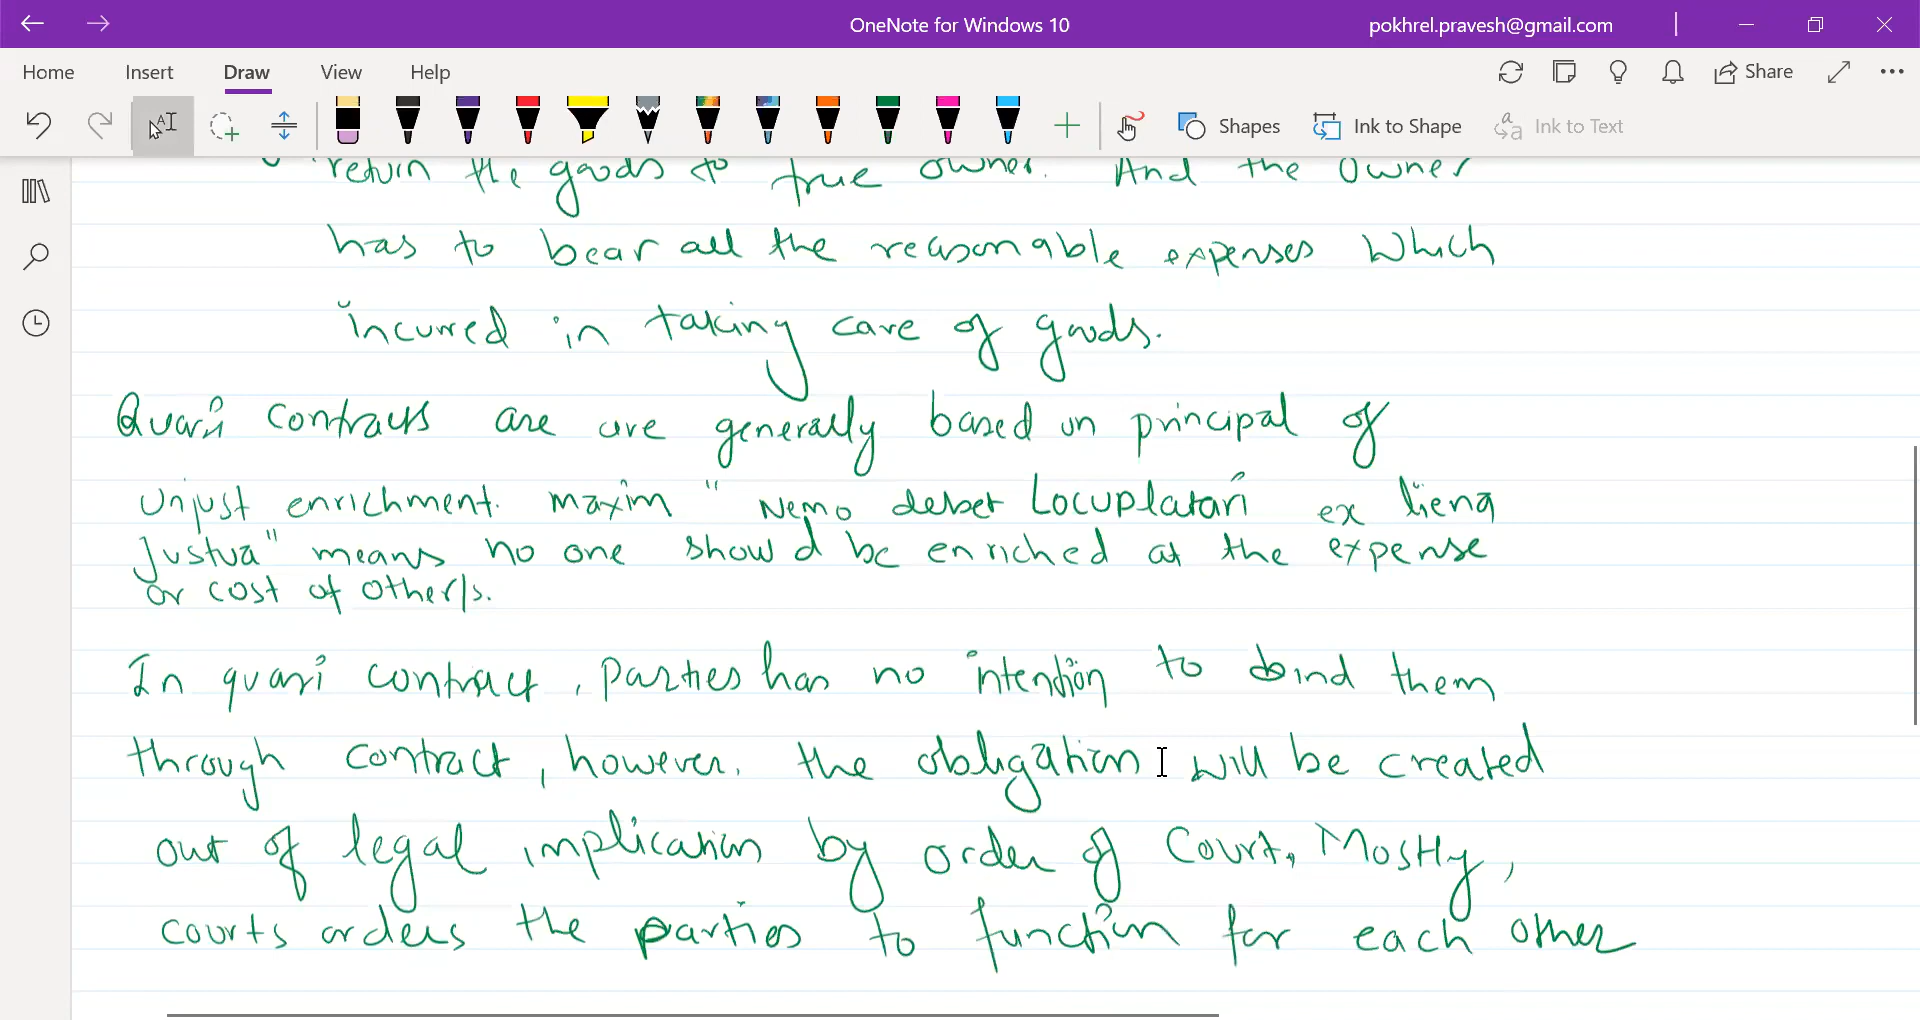 OneNote for Windows 10
pokhrel.pravesh@gmail.com
Home Insert Draw View Help
Share
Shapes Ink to Shape Ink to Text
return the goods to true owner. And the owner
has to bear all the reasonable expenses which
incurred in taking care of goods.
Quasi contracts are are generally based on principal of
unjust enrichment. maxim "Nemo debet Locuplatari ex liena
Justua" means no one should be enriched at the expense
or cost of other/s.
In quasi contract, parties has no intention to bind them
through contract, however, the obligation will be created
out of legal implication by order of Court. Mostly,
courts orders the parties to function for each other